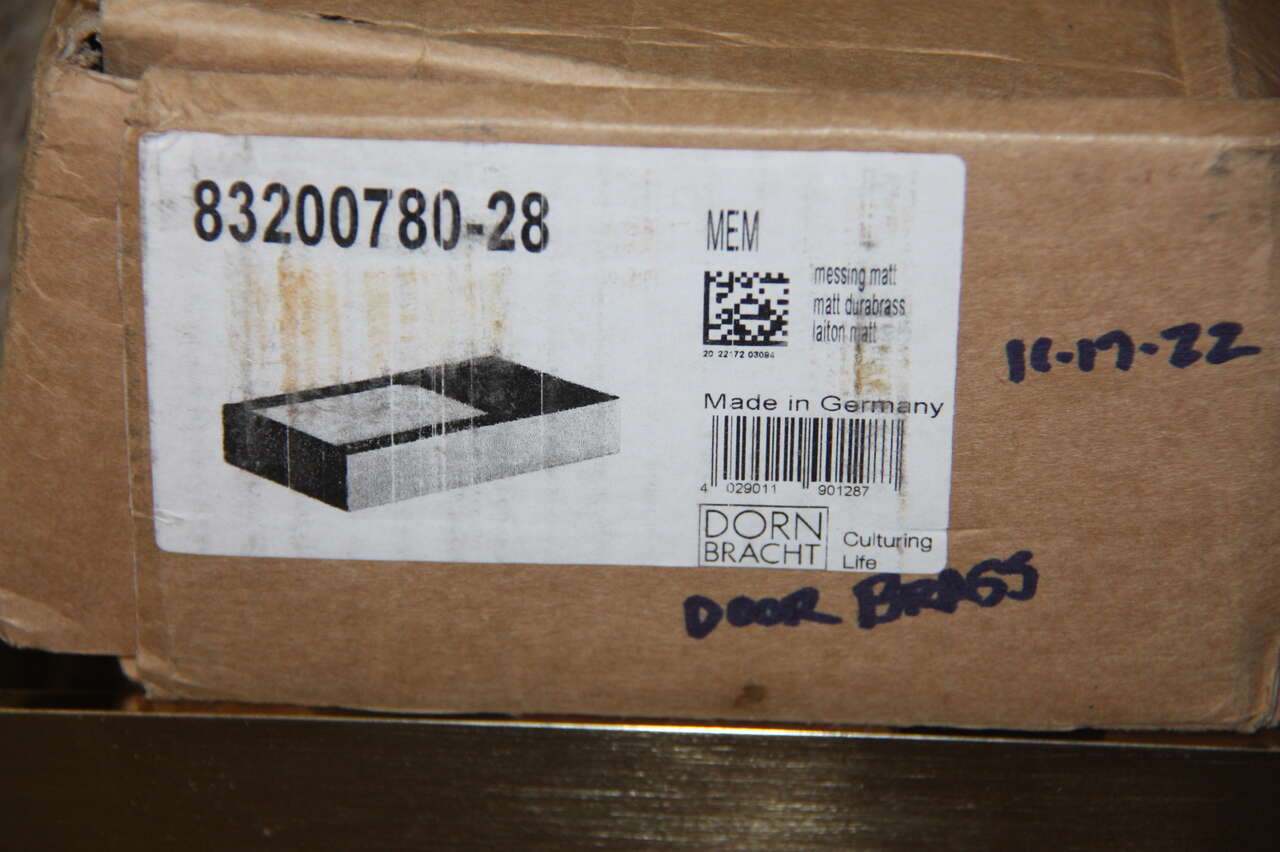 83200780-28
MEM
messing matt
matt durabrass
laiton matt
20 22172 03094
Made in Germany
4 029011 901287
DORN
BRACHT
Culturing
Life
11-17-22
DOOR BRASS